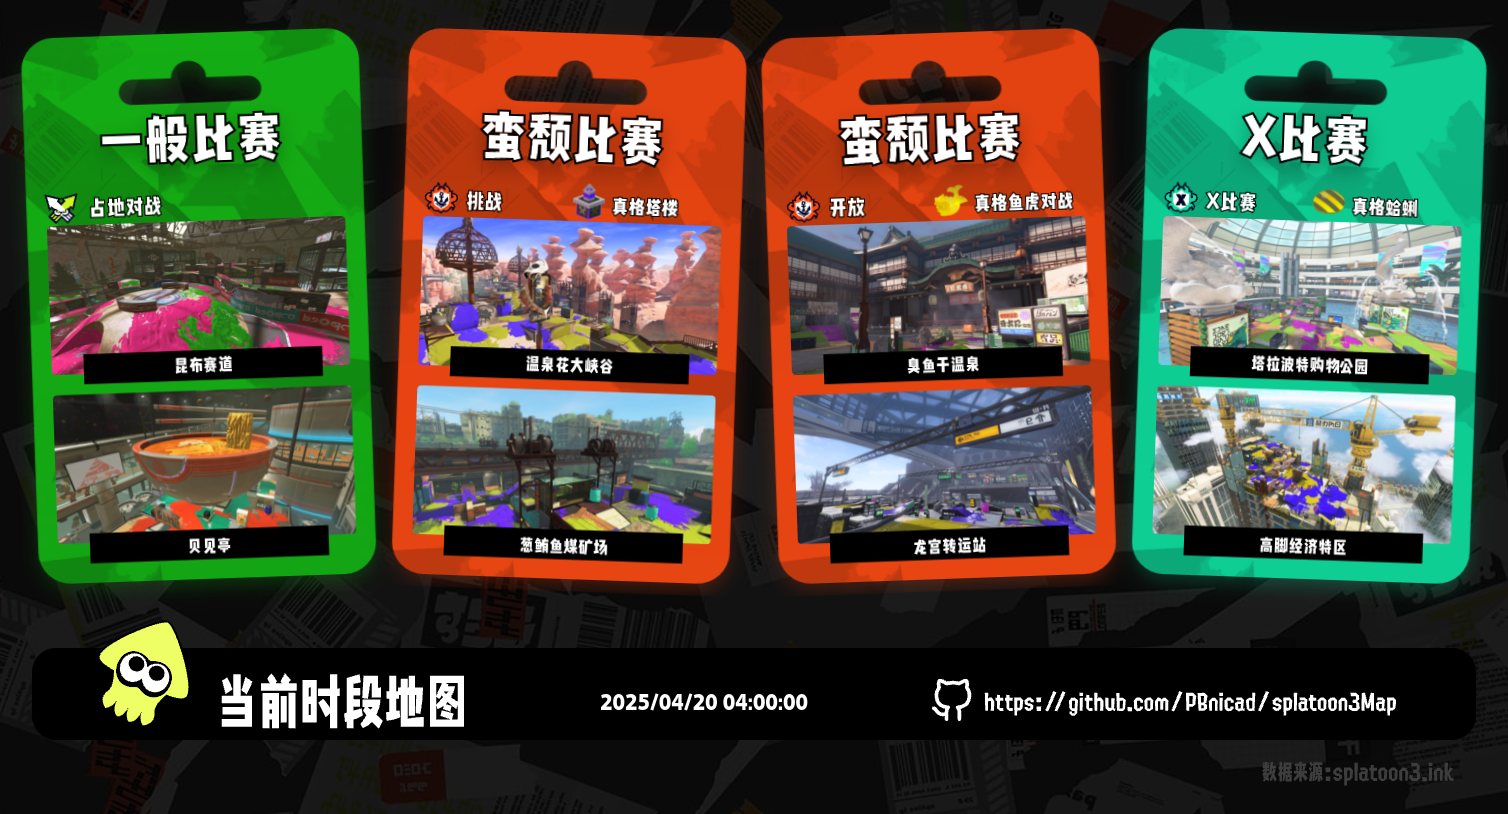 一般比赛
占地对战
昆布赛道
贝见亭
蛮颓比赛
挑战
真格塔楼
温泉花大峡谷
葱鲔鱼煤矿场
蛮颓比赛
开放
真格鱼虎对战
臭鱼干温泉
龙宫转运站
X比赛
X比赛
真格蛤蜊
塔拉波特购物公园
高脚经济特区
当前时段地图
2025/04/20 04:00:00
https://github.com/PBnicad/splatoon3Map
数据来源:splatoon3.ink